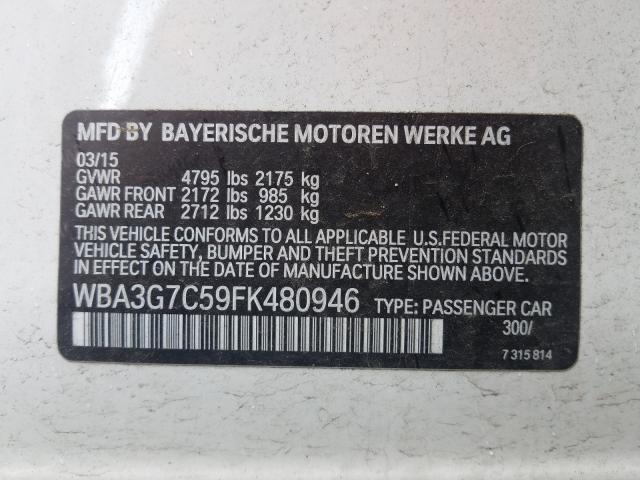 MFD BY BAYERISCHE MOTOREN WERKE AG
03/15
GVWR 4795 lbs 2175 kg
GAWR FRONT 2172 lbs 985 kg
GAWR REAR 2712 lbs 1230 kg
THIS VEHICLE CONFORMS TO ALL APPLICABLE U.S.FEDERAL MOTOR
VEHICLE SAFETY, BUMPER AND THEFT PREVENTION STANDARDS
IN EFFECT ON THE DATE OF MANUFACTURE SHOWN ABOVE.
WBA3G7C59FK480946 TYPE: PASSENGER CAR
300/
7 315 814